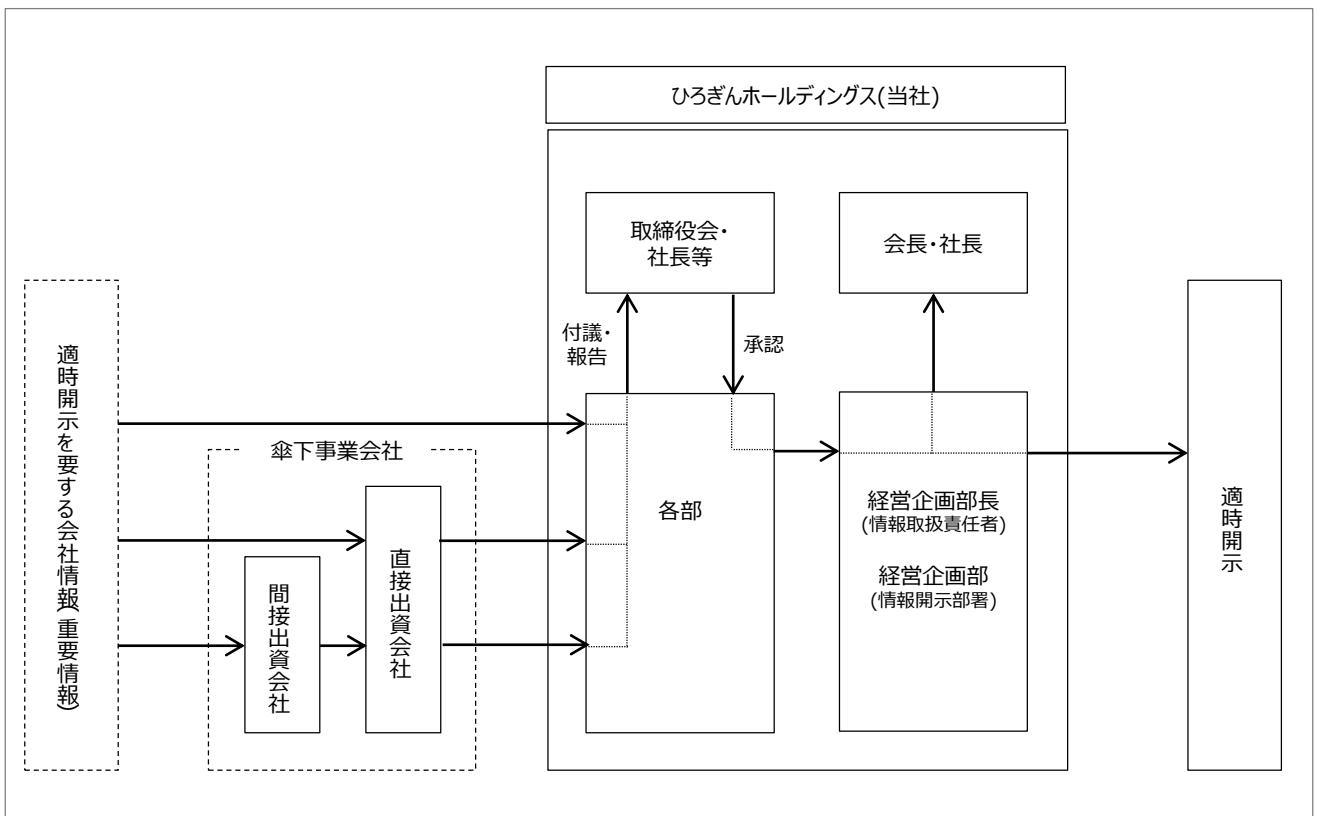 ひろぎんホールディングス(当社)
取締役会・
社長等
会長・社長
付議・
報告
承認
適時開示を要する会社情報(重要情報)
傘下事業会社
間接出資会社
直接出資会社
各部
経営企画部長
(情報取扱責任者)
経営企画部
(情報開示部署)
適時開示